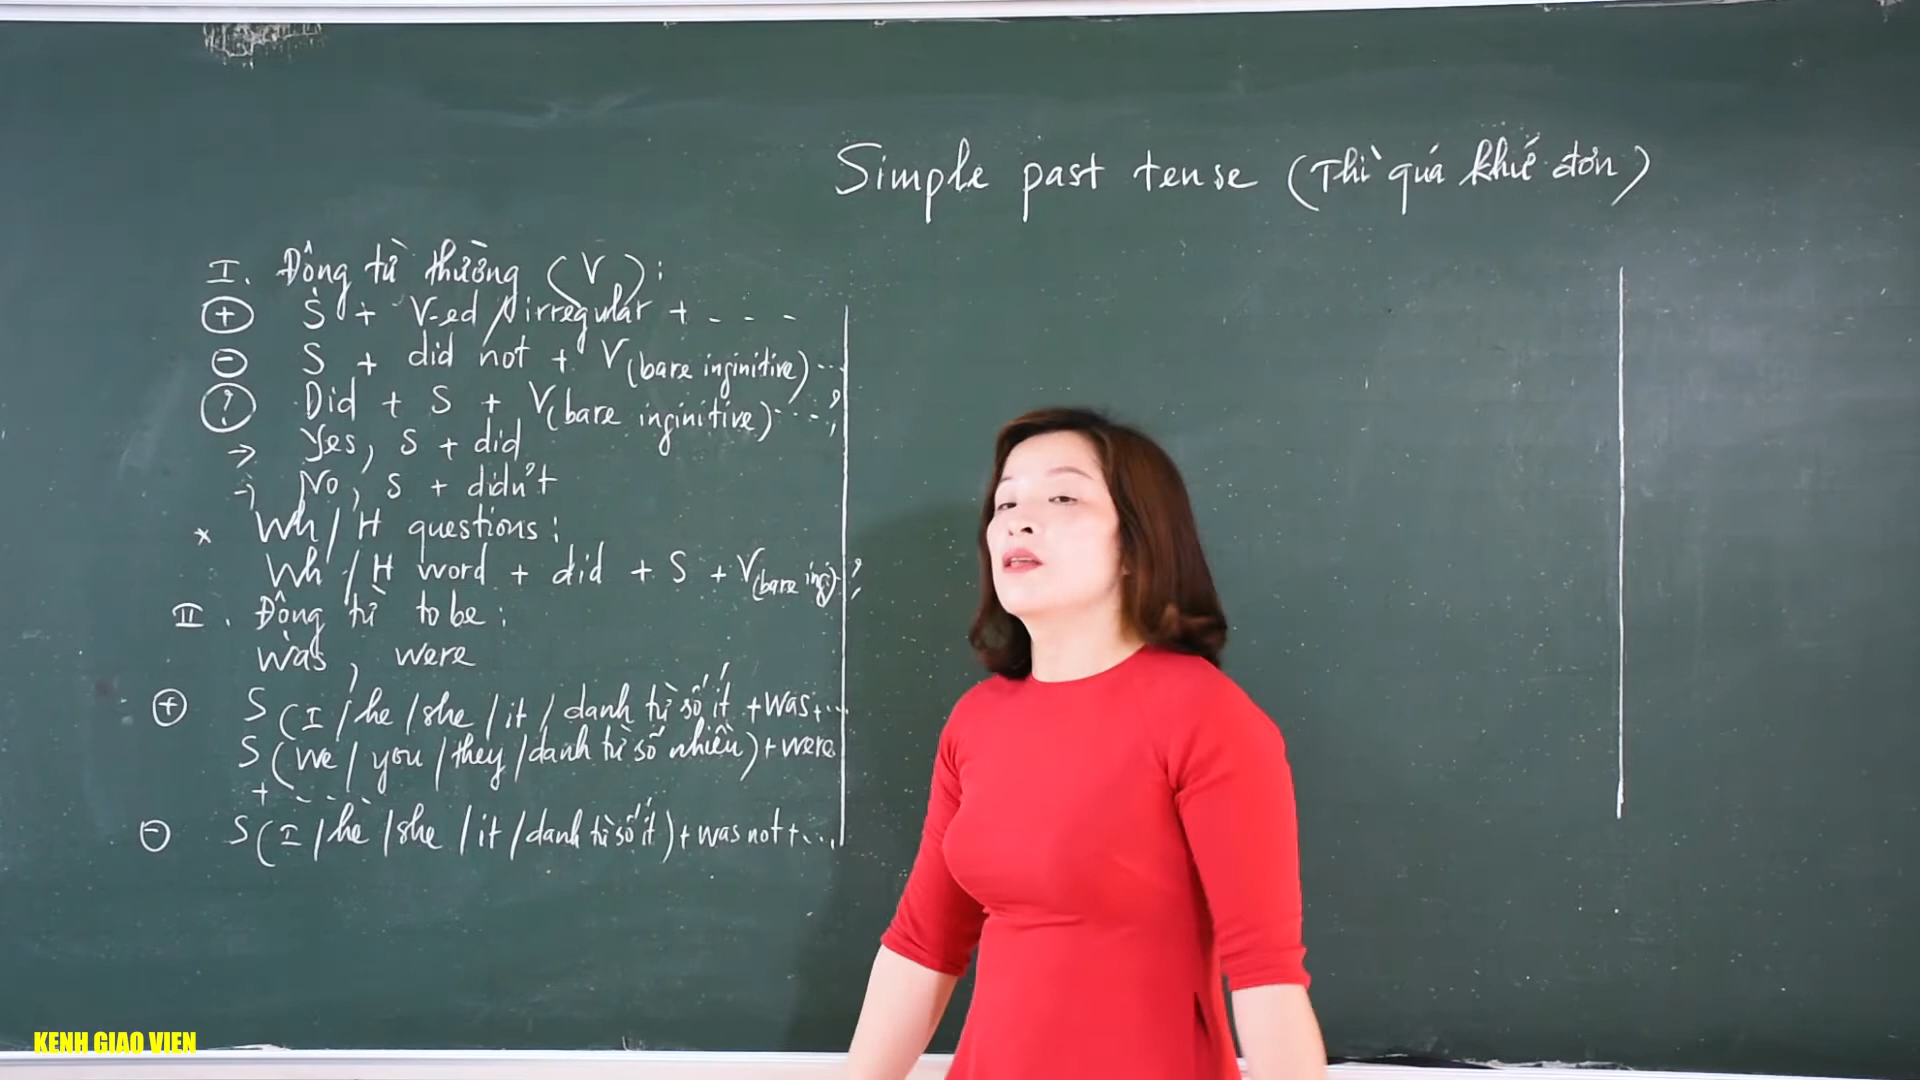 Simple past tense (Thì quá khứ đơn)
I. Động từ thường (V):
+ S + V-ed / irregular + - - -
- S + did not + V (bare infinitive) ...
? Did + S + V (bare infinitive) ... ?
→ Yes, S + did
→ No, S + didn't
* Wh / H questions:
Wh / H word + did + S + V (bare inf) ?
II. Động từ to be:
was, were
+ S (I / he / she / it / danh từ số ít + was + ...
S (we / you / they / danh từ số nhiều) + were
+ - - -
- S (I / he / she / it / danh từ số ít) + was not + ...
KENH GIAO VIEN